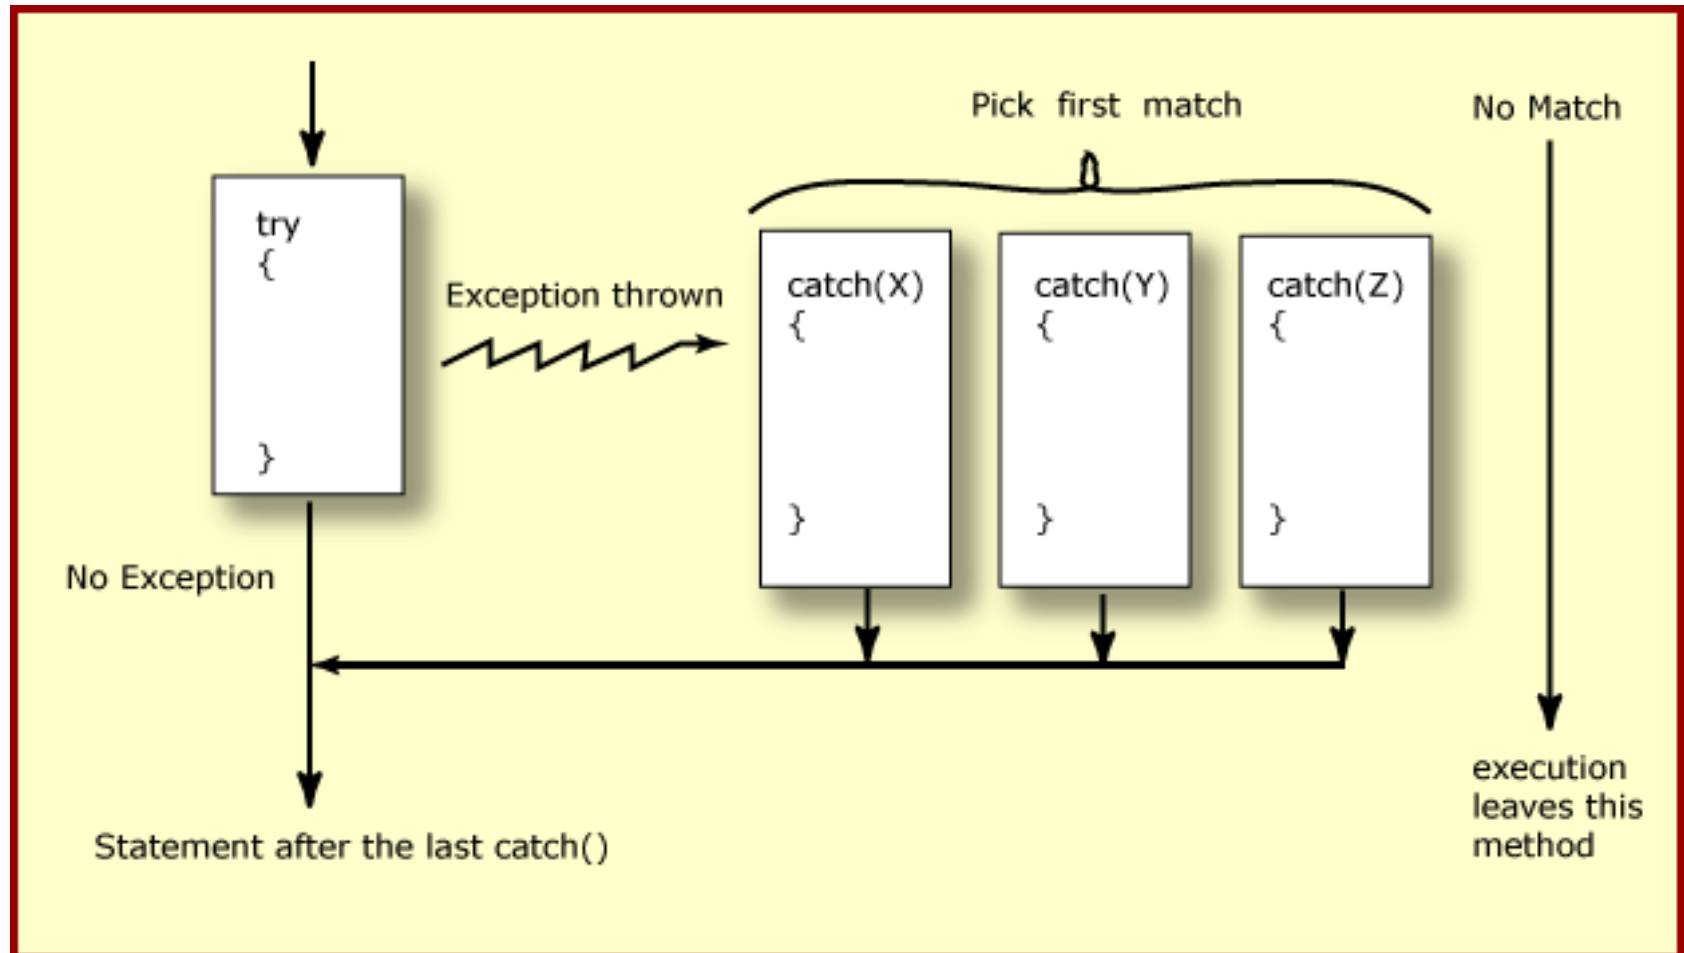 Pick first match
No Match
try
{
}
Exception thrown
catch(X)
{
}
catch(Y)
{
}
catch(Z)
{
}
No Exception
Statement after the last catch()
execution
leaves this
method